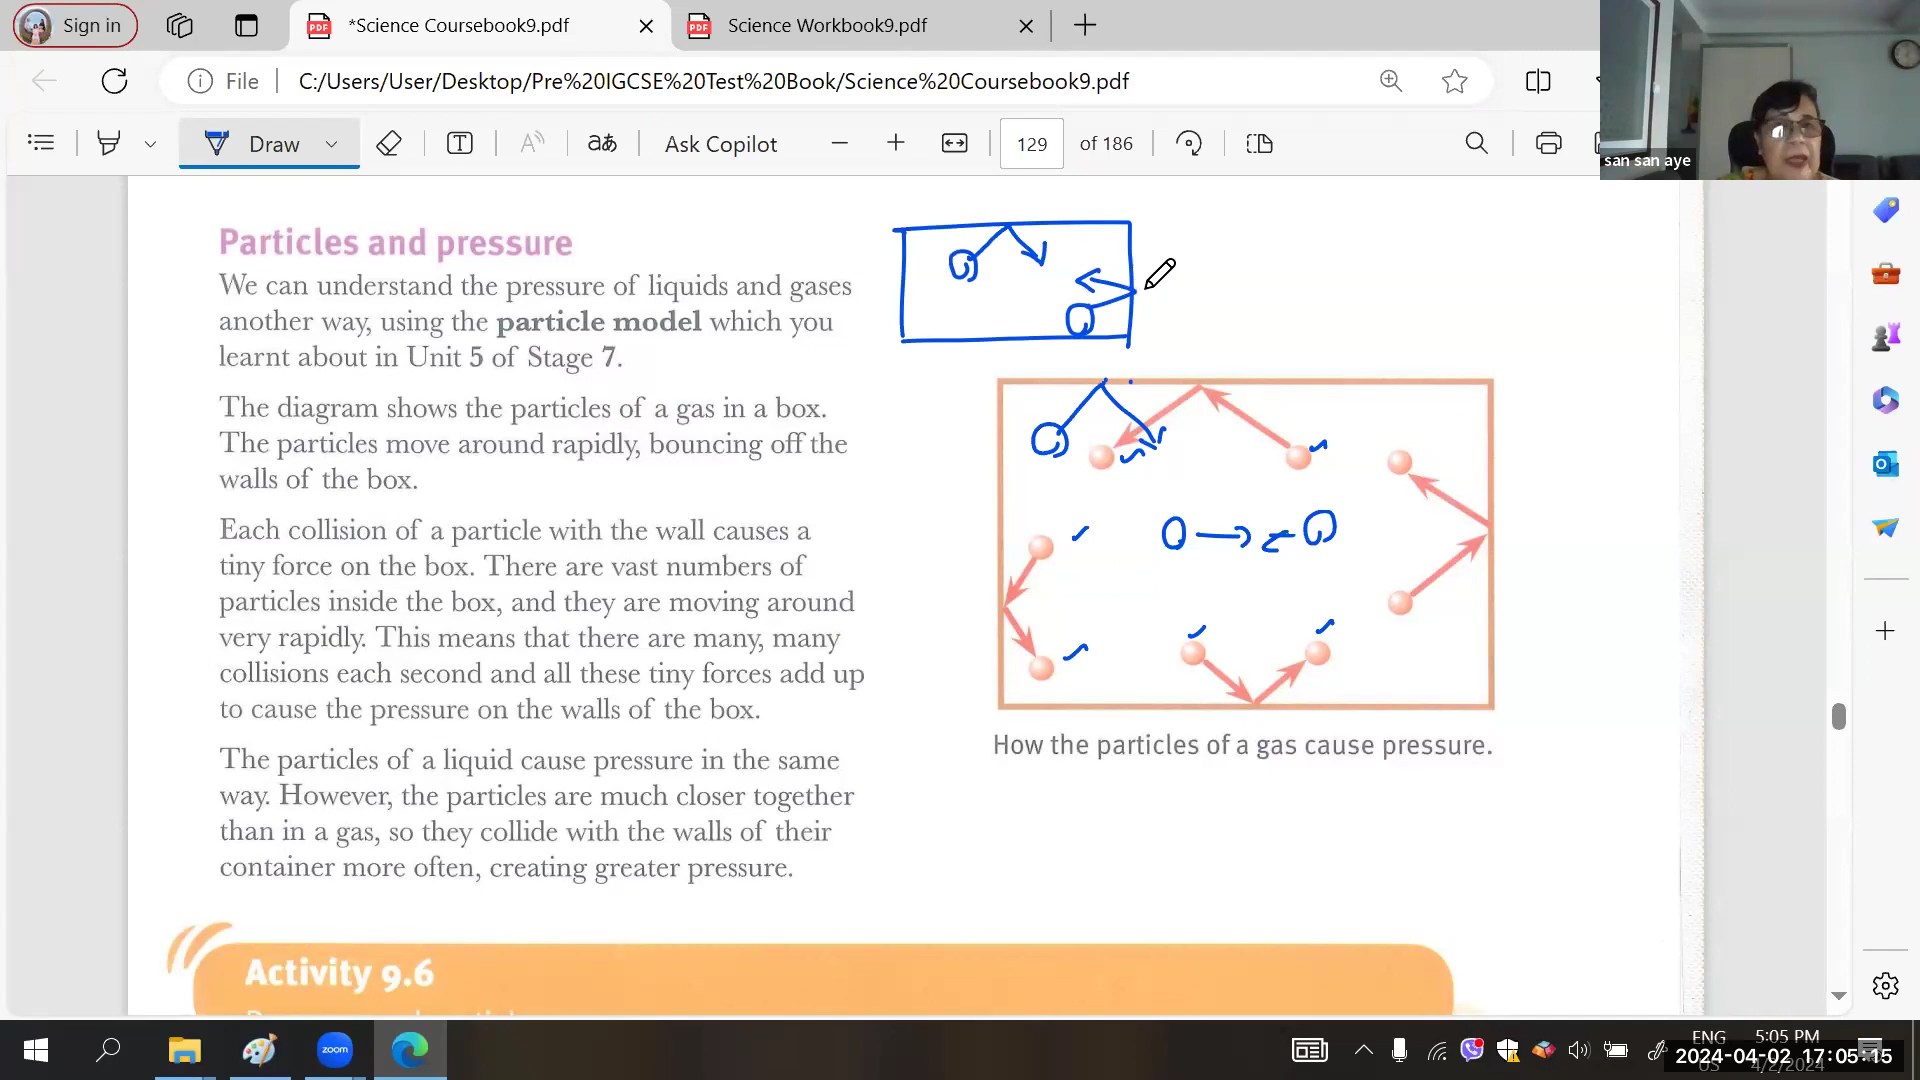 Sign in
*Science Coursebook9.pdf
Science Workbook9.pdf
File
C:/Users/User/Desktop/Pre%20IGCSE%20Test%20Book/Science%20Coursebook9.pdf
Draw
Ask Copilot
129 of 186
san san aye
Particles and pressure
We can understand the pressure of liquids and gases
another way, using the particle model which you
learnt about in Unit 5 of Stage 7.
The diagram shows the particles of a gas in a box.
The particles move around rapidly, bouncing off the
walls of the box.
Each collision of a particle with the wall causes a
tiny force on the box. There are vast numbers of
particles inside the box, and they are moving around
very rapidly. This means that there are many, many
collisions each second and all these tiny forces add up
to cause the pressure on the walls of the box.
The particles of a liquid cause pressure in the same
way. However, the particles are much closer together
than in a gas, so they collide with the walls of their
container more often, creating greater pressure.
How the particles of a gas cause pressure.
Activity 9.6
zoom
ENG
US
5:05 PM
4/2/2024
2024-04-02 17:05:15